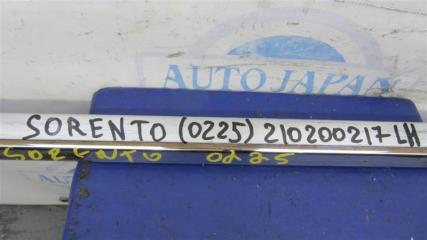 AUTO JAPAN
SORENTO (0225) 210200217 LH
SORENTO 0225